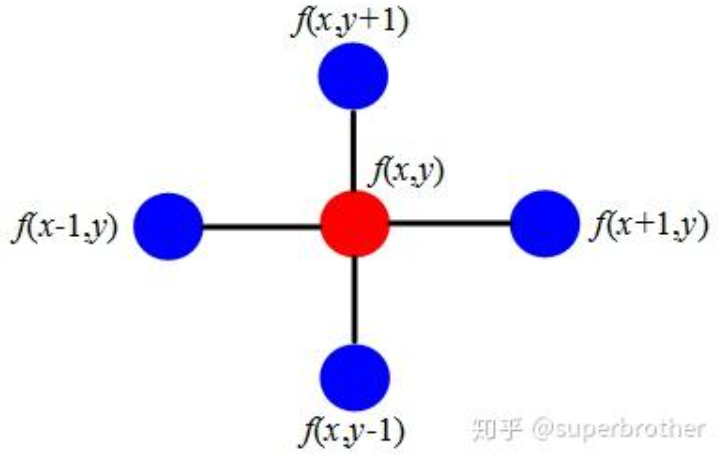 f(x,y+1)
f(x,y)
f(x-1,y)
f(x+1,y)
f(x,y-1)
知乎 @superbrother